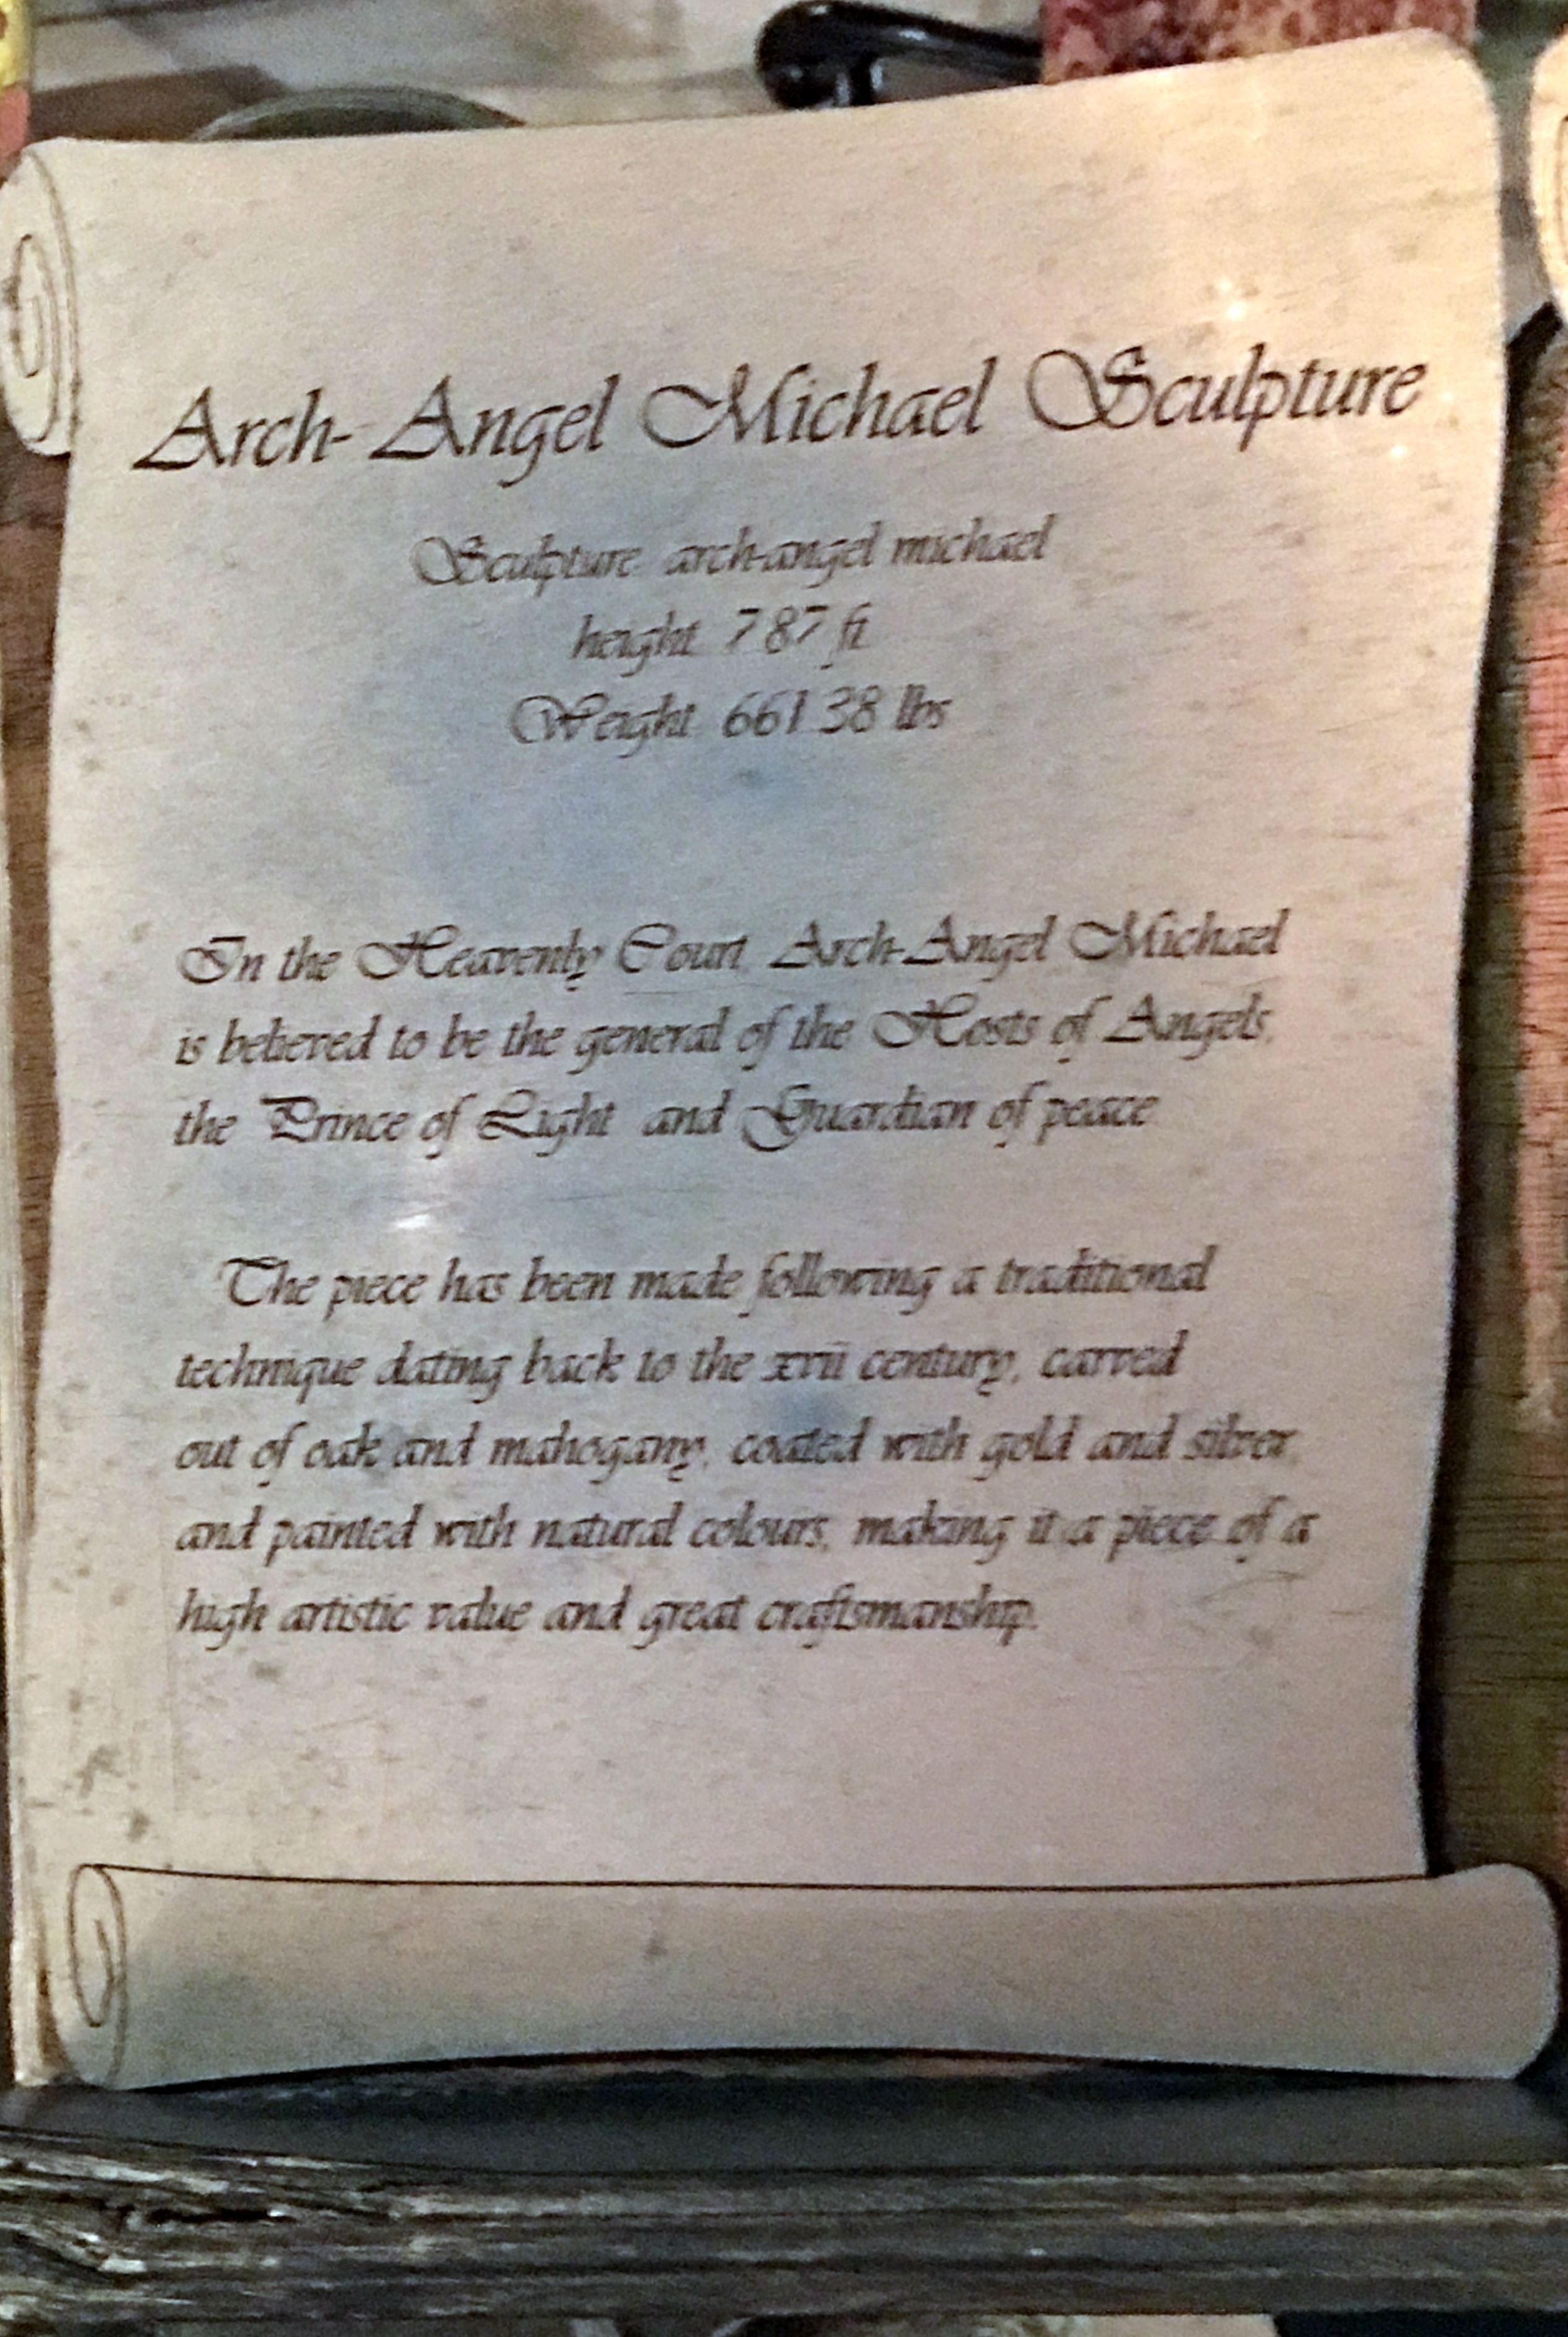 Arch-Angel Michael Sculpture
Sculpture arch-angel michael
height 7 87 ft
Weight 661 38 lbs
In the Heavenly Court, Arch-Angel Michael
is believed to be the general of the Hosts of Angels,
the Prince of Light and Guardian of peace
The piece has been made following a traditional
technique dating back to the xvii century, carved
out of oak and mahogany, coated with gold and silver,
and painted with natural colours, making it a piece of a
high artistic value and great craftsmanship.